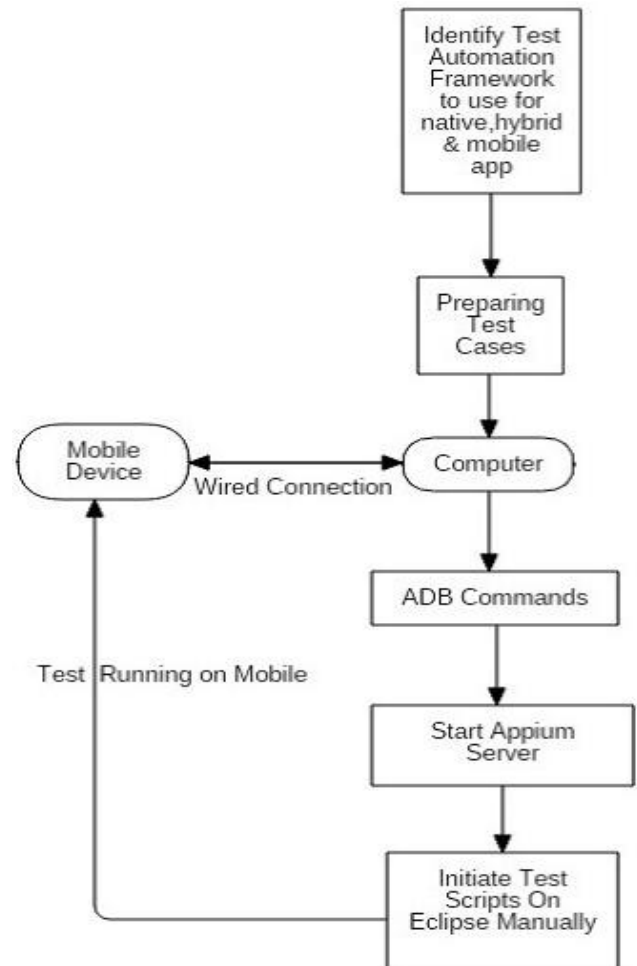 Identify Test
Automation
Framework
to use for
native,hybrid
& mobile
app
Preparing
Test
Cases
Mobile
Device
Wired Connection
Computer
ADB Commands
Test Running on Mobile
Start Appium
Server
Initiate Test
Scripts On
Eclipse Manually